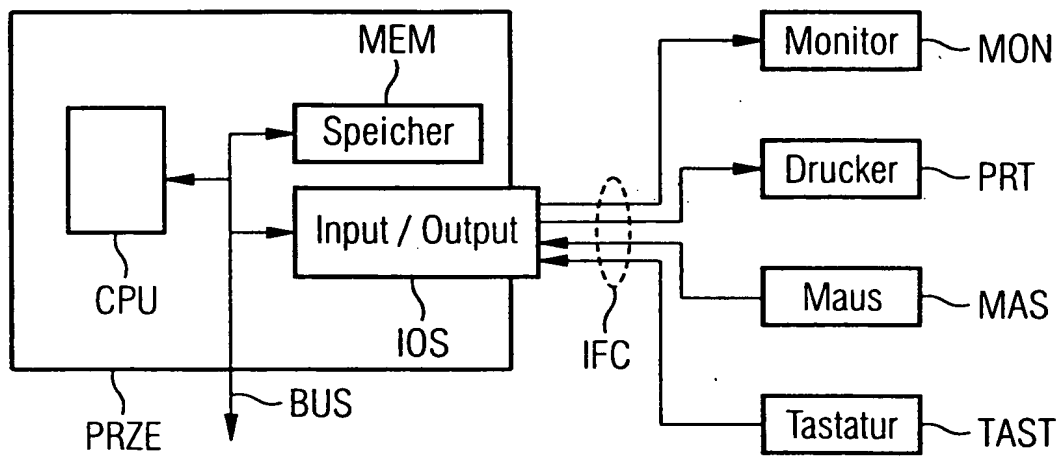 MEM
Speicher
Input / Output
CPU
IOS
PRZE
BUS
IFC
Monitor
MON
Drucker
PRT
Maus
MAS
Tastatur
TAST